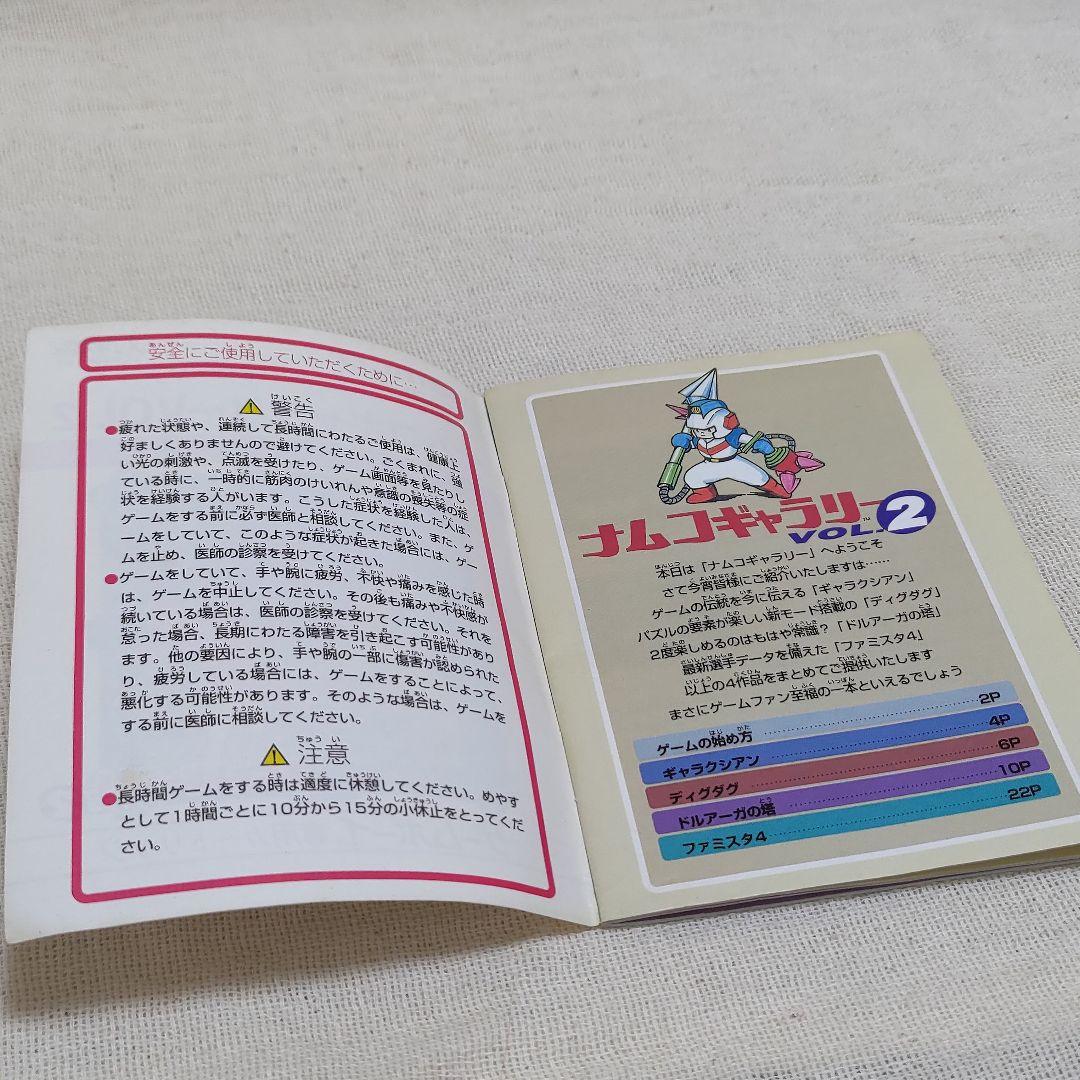 安全にご使用していただくために…
警告
●疲れた状態や、連続して長時間にわたるご使用は、健康上
好ましくありませんので避けてください。ごくまれに、強
い光の刺激や、点滅を受けたり、ゲーム画面等を見たりし
ている時に、一時的に筋肉のけいれんや意識の喪失等の症
状を経験する人がいます。こうした症状を経験した人は、
ゲームをする前に必ず医師と相談してください。また、ゲ
ームをしていて、このような症状が起きた場合には、ゲー
ムを止め、医師の診察を受けてください。
●ゲームをしていて、手や腕に疲労、不快や痛みを感じた時
は、ゲームを中止してください。その後も痛みや不快感が
続いている場合は、医師の診察を受けてください。それを
怠った場合、長期にわたる障害を引き起こす可能性があり
ます。他の要因により、手や腕の一部に傷害が認められた
り、疲労している場合には、ゲームをすることによって、
悪化する可能性があります。そのような場合は、ゲームを
する前に医師に相談してください。
注意
●長時間ゲームをする時は適度に休憩してください。めやす
として1時間ごとに10分から15分の小休止をとってくだ
さい。
ナムコギャラリー
VOL.2
™
本日は「ナムコギャラリー」へようこそ
さて今宵皆様にご紹介いたしますは……
ゲームの伝統を今に伝える「ギャラクシアン」
パズルの要素が楽しい新モード搭載の「ディグダグ」
2度楽しめるのはもはや常識？「ドルアーガの塔」
最新選手データを備えた「ファミスタ4」
以上の4作品をまとめてご提供いたします
まさにゲームファン至福の一本といえるでしょう
ゲームの始め方 2P
ギャラクシアン 4P
ディグダグ 6P
ドルアーガの塔 10P
ファミスタ4 22P